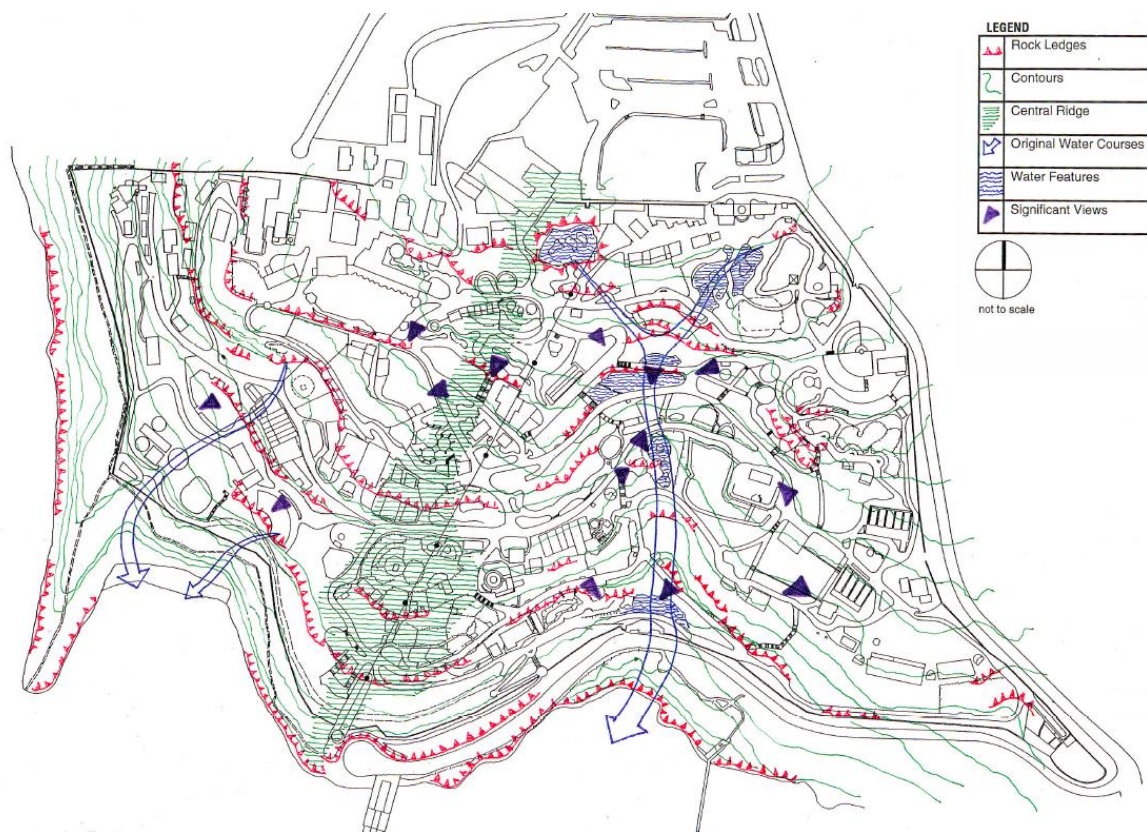 LEGEND
Rock Ledges
Contours
Central Ridge
Original Water Courses
Water Features
Significant Views
not to scale